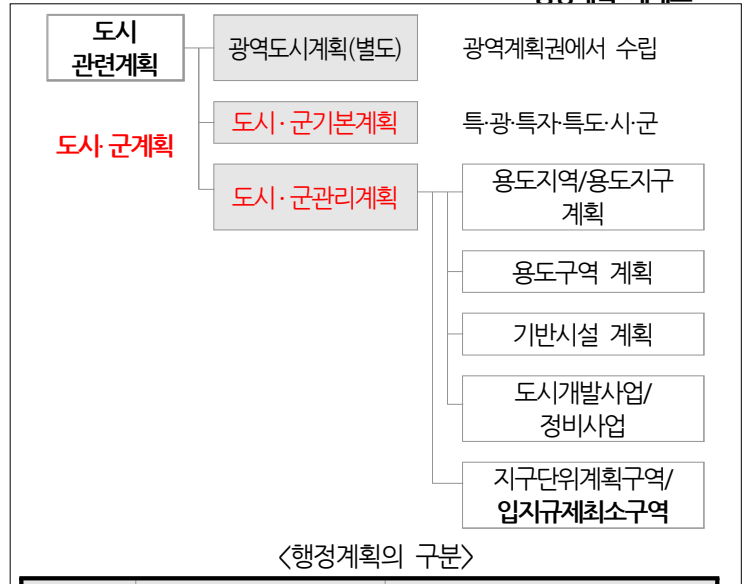 도시
관련계획
광역도시계획(별도)
광역계획권에서 수립
도시·군계획
도시·군기본계획
특·광·특자·특도·시·군
도시·군관리계획
용도지역/용도지구
계획
용도구역 계획
기반시설 계획
도시개발사업/
정비사업
지구단위계획구역/
입지규제최소구역
<행정계획의 구분>